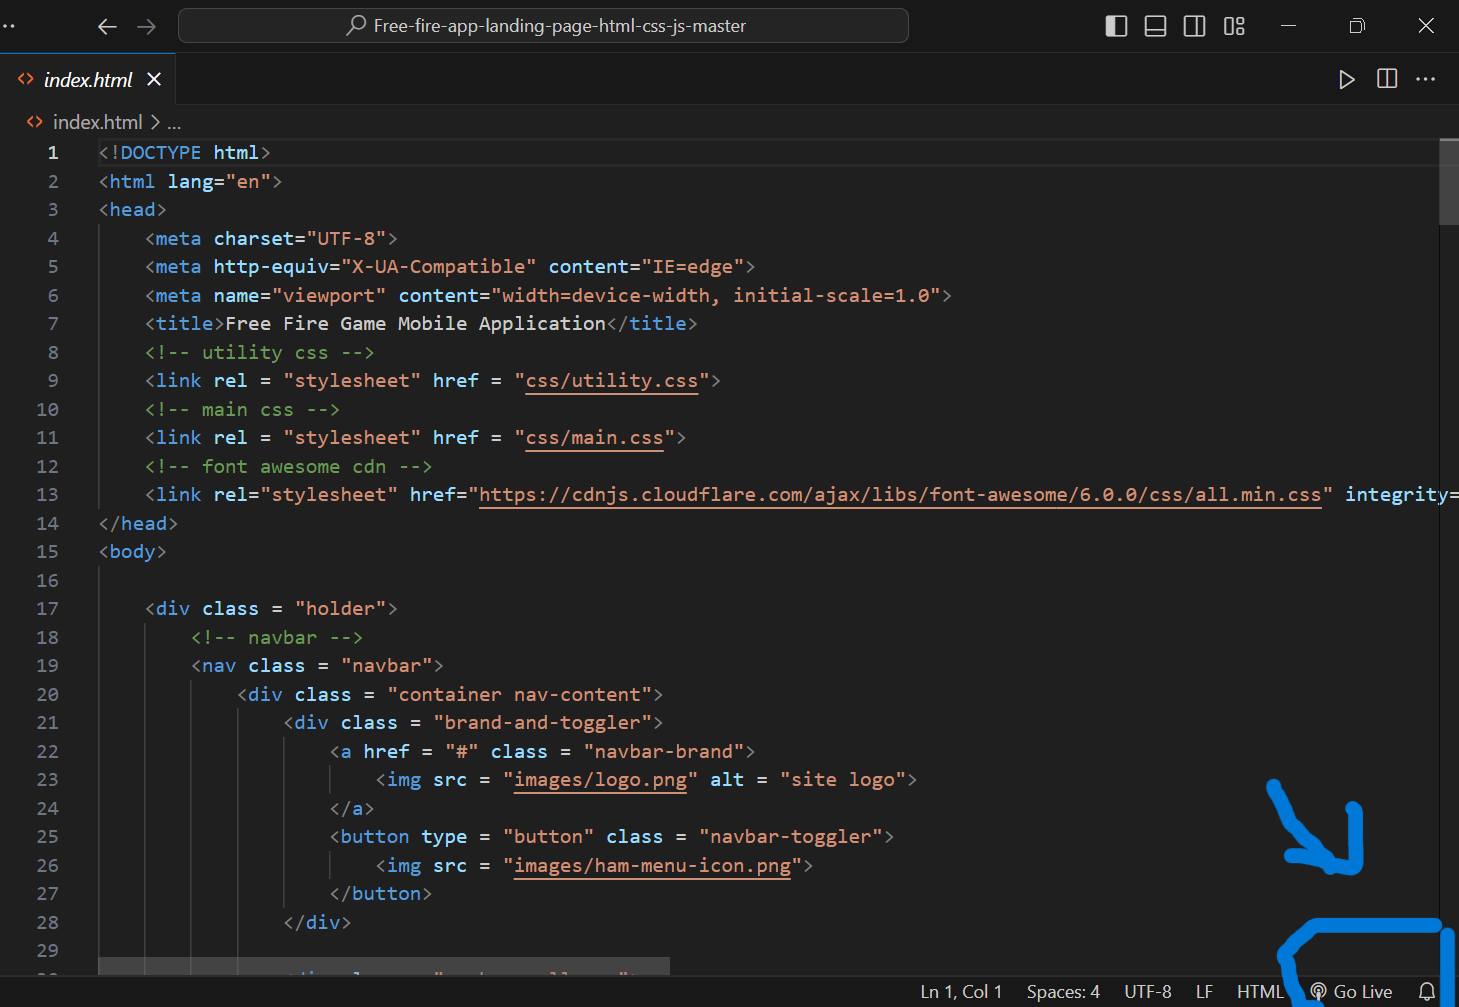 Free-fire-app-landing-page-html-css-js-master
index.html
index.html > ...
1 <!DOCTYPE html>
2 <html lang="en">
3 <head>
4 <meta charset="UTF-8">
5 <meta http-equiv="X-UA-Compatible" content="IE=edge">
6 <meta name="viewport" content="width=device-width, initial-scale=1.0">
7 <title>Free Fire Game Mobile Application</title>
8 <!-- utility css -->
9 <link rel = "stylesheet" href = "css/utility.css">
10 <!-- main css -->
11 <link rel = "stylesheet" href = "css/main.css">
12 <!-- font awesome cdn -->
13 <link rel="stylesheet" href="https://cdnjs.cloudflare.com/ajax/libs/font-awesome/6.0.0/css/all.min.css" integrity=
14 </head>
15 <body>
16
17 <div class = "holder">
18 <!-- navbar -->
19 <nav class = "navbar">
20 <div class = "container nav-content">
21 <div class = "brand-and-toggler">
22 <a href = "#" class = "navbar-brand">
23 <img src = "images/logo.png" alt = "site logo">
24 </a>
25 <button type = "button" class = "navbar-toggler">
26 <img src = "images/ham-menu-icon.png">
27 </button>
28 </div>
29
Ln 1, Col 1 Spaces: 4 UTF-8 LF HTML Go Live